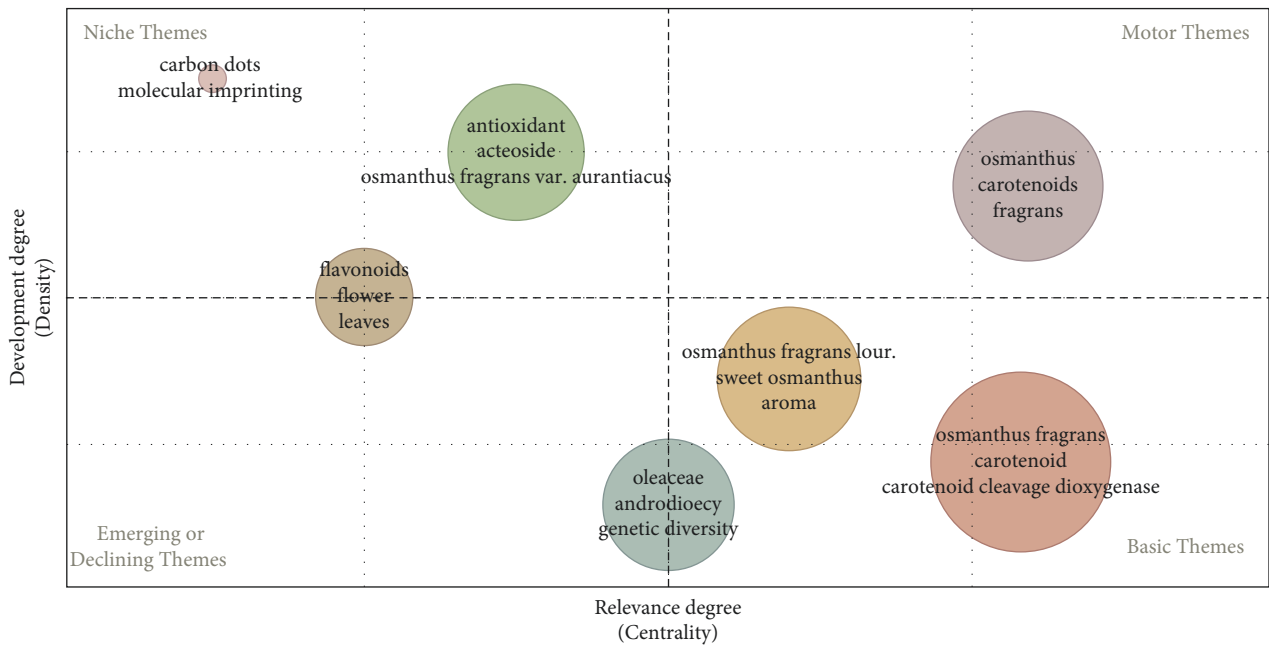 Niche Themes
Motor Themes
carbon dots
molecular imprinting
antioxidant
acteoside
osmanthus fragrans var. aurantiacus
osmanthus
carotenoids
fragrans
flavonoids
flower
leaves
osmanthus fragrans lour.
sweet osmanthus
aroma
osmanthus fragrans
carotenoid
carotenoid cleavage dioxygenase
oleaceae
androdioecy
genetic diversity
Emerging or
Declining Themes
Basic Themes
Development degree
(Density)
Relevance degree
(Centrality)